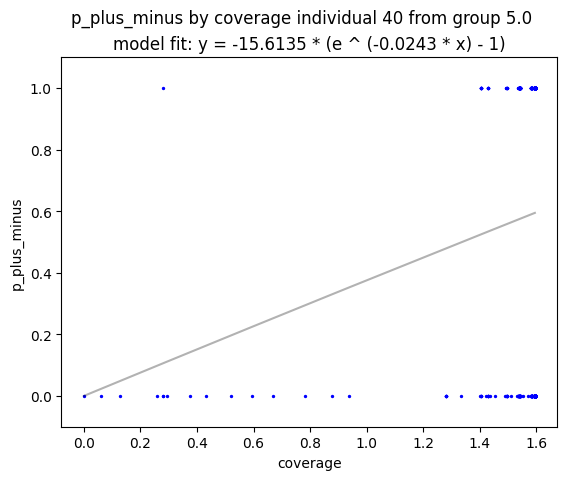 p_plus_minus by coverage individual 40 from group 5.0
model fit: y = -15.6135 * (e ^ (-0.0243 * x) - 1)
1.0
0.8
0.6
0.4
0.2
0.0
p_plus_minus
0.0 0.2 0.4 0.6 0.8 1.0 1.2 1.4 1.6
coverage